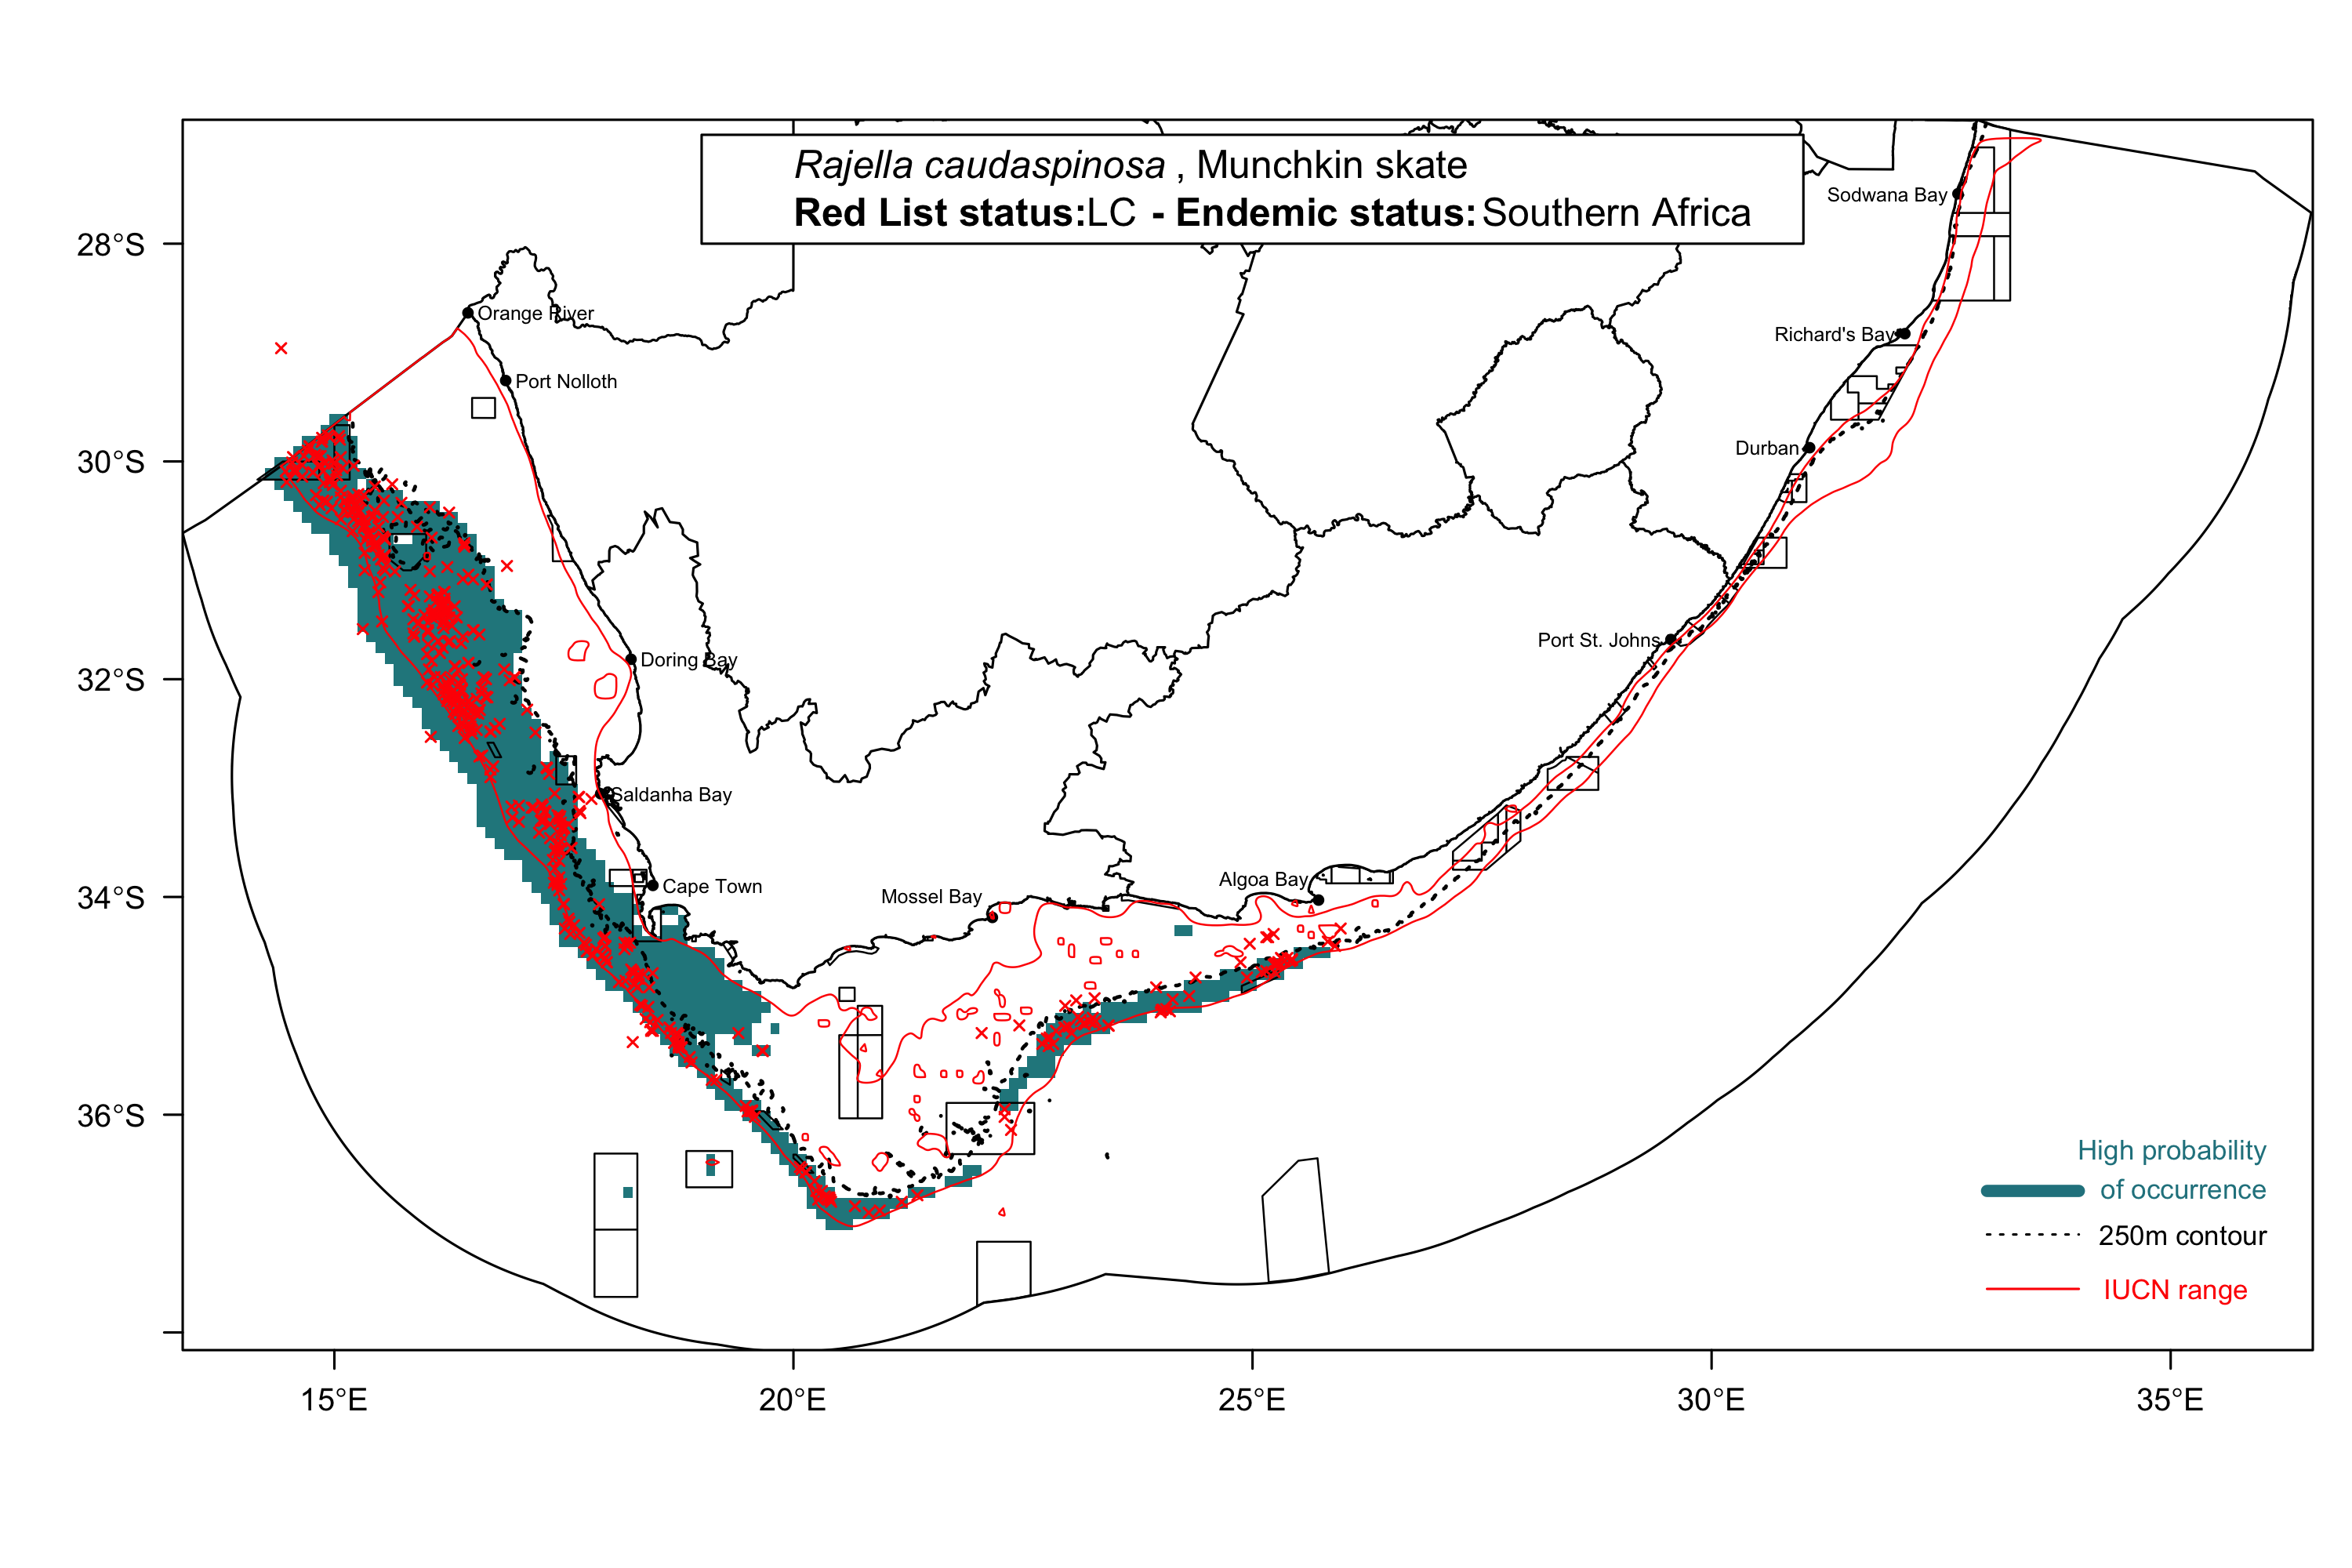 Rajella caudaspinosa , Munchkin skate
Red List status:LC - Endemic status:Southern Africa
28°S
30°S
32°S
34°S
36°S
Sodwana Bay
Orange River
Richard's Bay
Port Nolloth
Durban
Port St. Johns
Doring Bay
Saldanha Bay
Cape Town
Mossel Bay
Algoa Bay
High probability
of occurrence
250m contour
IUCN range
15°E
20°E
25°E
30°E
35°E